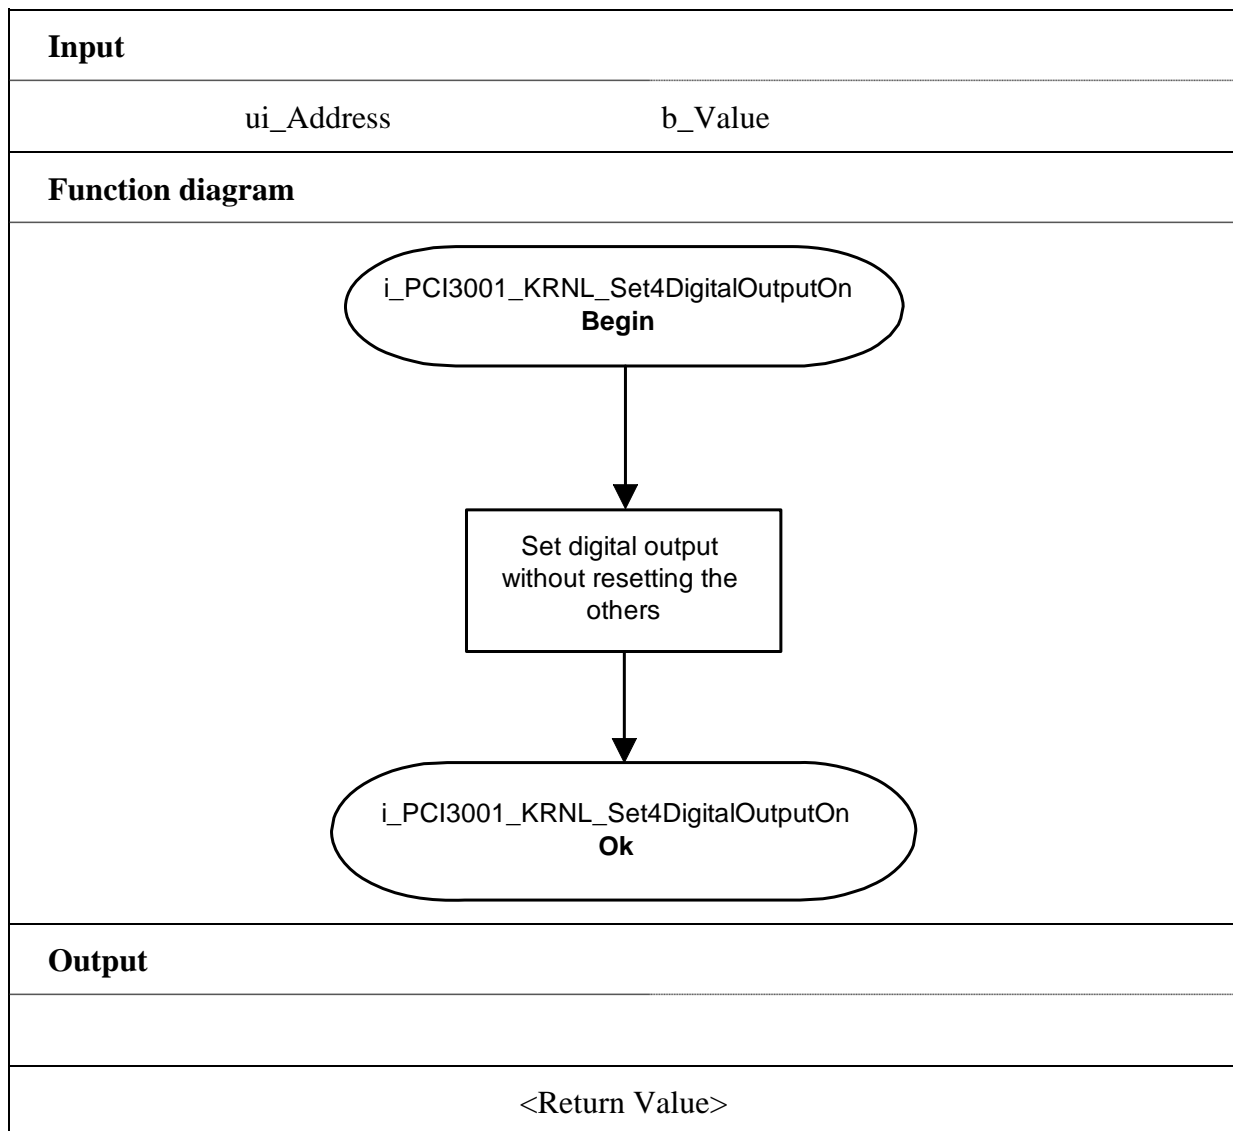 Input
ui_Address b_Value
Function diagram
i_PCI3001_KRNL_Set4DigitalOutputOn
Begin
Set digital output
without resetting the
others
i_PCI3001_KRNL_Set4DigitalOutputOn
Ok
Output
<Return Value>